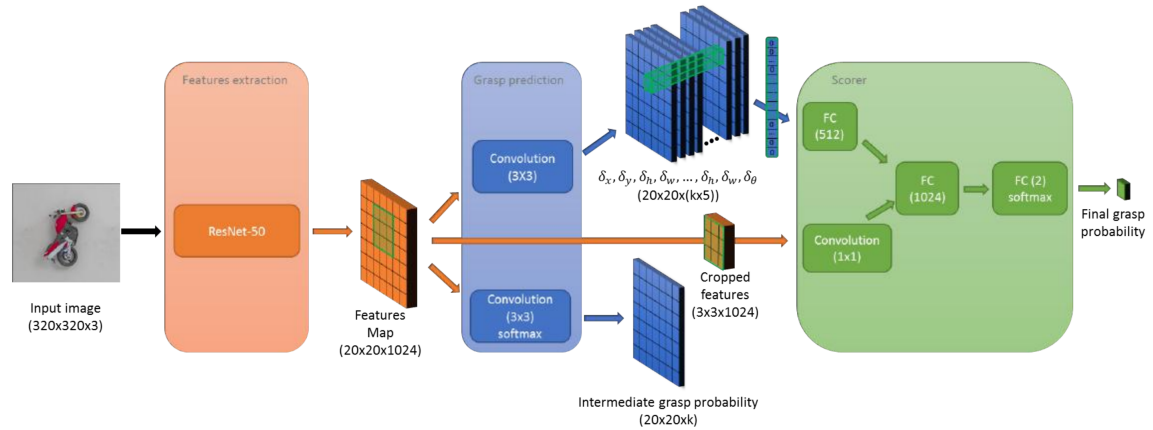 Features extraction
Grasp prediction
Scorer
ResNet-50
Convolution
(3X3)
Convolution
(3x3)
softmax
Input image
(320x320x3)
Features
Map
(20x20x1024)
δx, δy, δh, δw, ..., δh, δw, δθ
(20x20x(kx5))
Cropped
features
(3x3x1024)
Intermediate grasp probability
(20x20xk)
FC
(512)
FC
(1024)
FC (2)
softmax
Convolution
(1x1)
Final grasp
probability